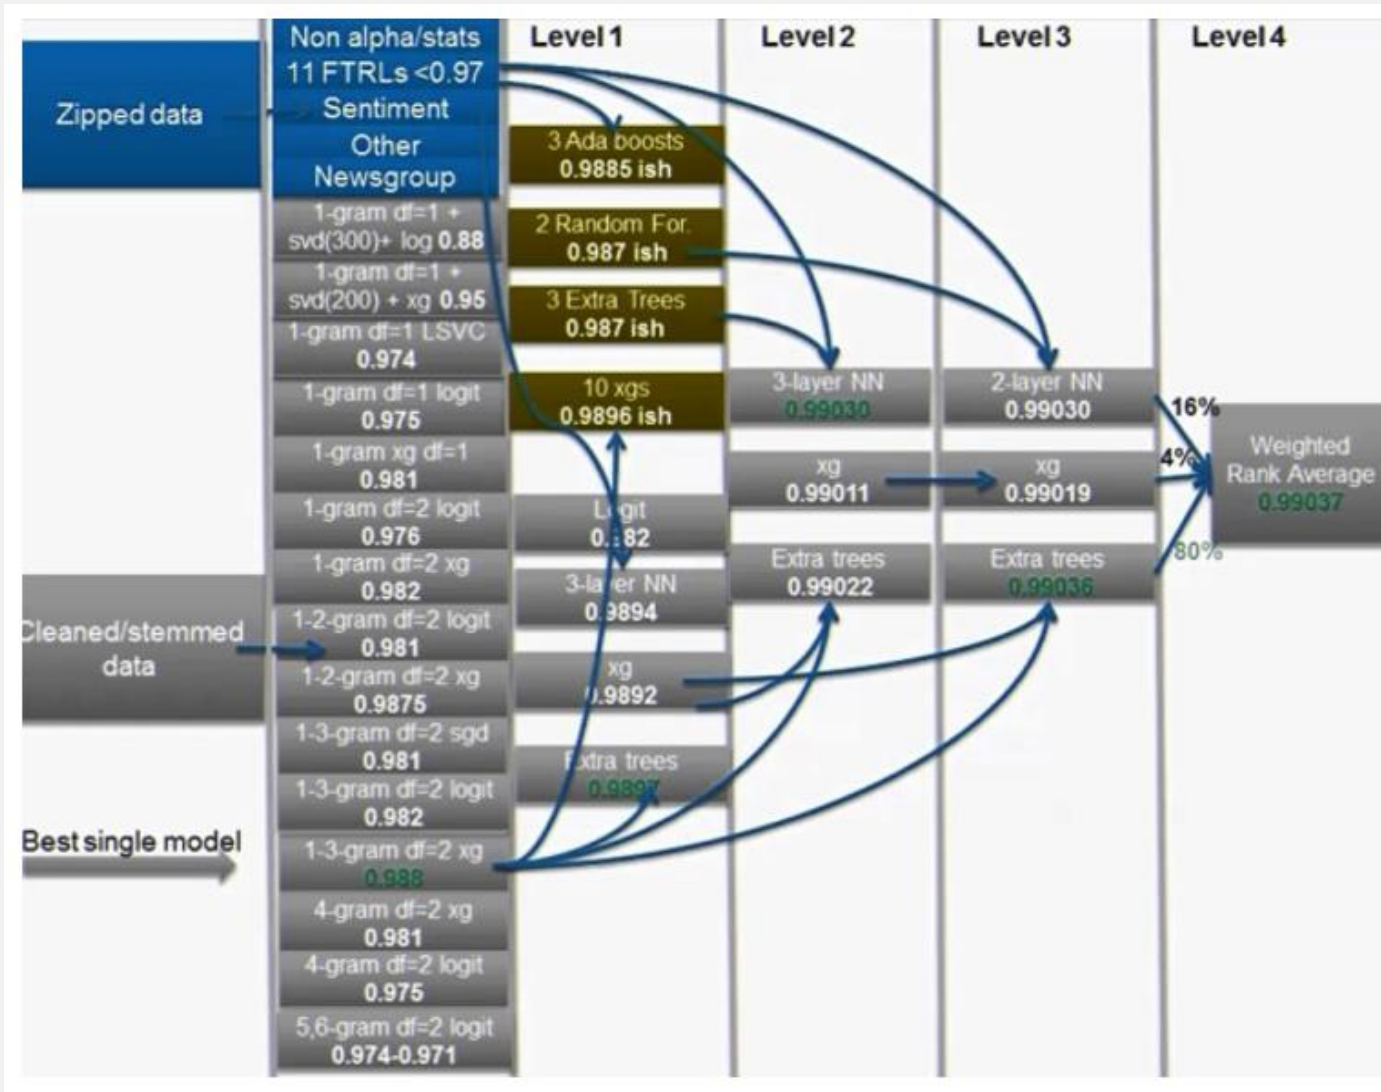 Zipped data
Cleaned/stemmed
data
Best single model
Non alpha/stats
11 FTRLs <0.97
Sentiment
Other
Newsgroup
1-gram df=1 +
svd(300)+ log 0.88
1-gram df=1 +
svd(200) + xg 0.95
1-gram df=1 LSVC
0.974
1-gram df=1 logit
0.975
1-gram xg df=1
0.981
1-gram df=2 logit
0.976
1-gram df=2 xg
0.982
1-2-gram df=2 logit
0.981
1-2-gram df=2 xg
0.9875
1-3-gram df=2 sgd
0.981
1-3-gram df=2 logit
0.982
1-3-gram df=2 xg
0.988
4-gram df=2 xg
0.981
4-gram df=2 logit
0.975
5,6-gram df=2 logit
0.974-0.971
Level 1
3 Ada boosts
0.9885 ish
2 Random For.
0.987 ish
3 Extra Trees
0.987 ish
10 xgs
0.9896 ish
Logit
0.982
3-layer NN
0.9894
xg
0.9892
Extra trees
0.9897
Level 2
3-layer NN
0.99030
xg
0.99011
Extra trees
0.99022
Level 3
2-layer NN
0.99030
xg
0.99019
Extra trees
0.99036
Level 4
16%
4%
80%
Weighted
Rank Average
0.99037